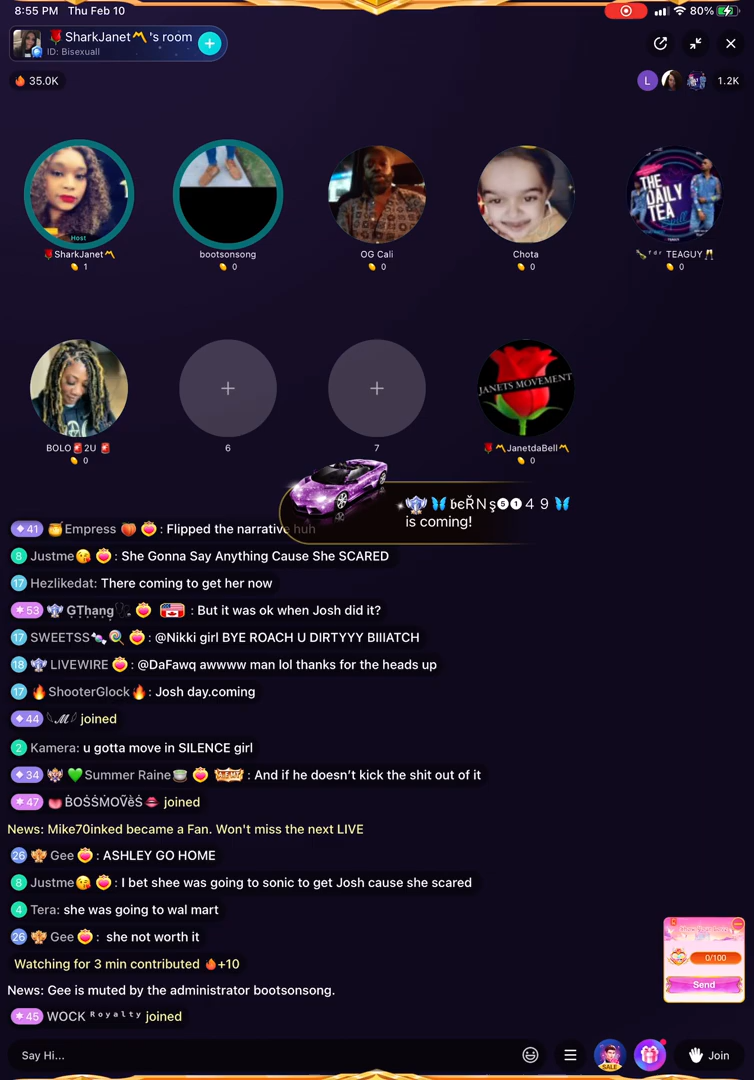 8:55 PM Thu Feb 10
80%
🌹SharkJanet〽️'s room
ID: Bisexuall
🔥 35.0K
L
1.2K
THE DAILY TEA
Host
🌹SharkJanet〽️
1
bootsonsong
0
OG Cali
0
Chota
0
🍾ᶠᵈᶠ TEAGUY🥂
0
JANETS MOVEMENT
BOLO🚨2U 🚨
0
6
7
🌹〽️JanetdaBell〽️
0
🦋 ɓєŘＮȿ❺❶４９ 🦋
is coming!
41 🍯Empress 🍑 : Flipped the narrative huh
8 Justme😘 : She Gonna Say Anything Cause She SCARED
17 Hezlikedat: There coming to get her now
53 G̤T̤h̤a̤n̤g̤🩺 : But it was ok when Josh did it?
17 SWEETSS🍬🍭 : @Nikki girl BYE ROACH U DIRTYYY BIIIATCH
18 LIVEWIRE : @DaFawq awwww man lol thanks for the heads up
17 🔥ShooterGlock🔥: Josh day.coming
44 ℳ joined
2 Kamera: u gotta move in SILENCE girl
34 💚Summer Raine🍵 : And if he doesn't kick the shit out of it
47 👅ḂOṠṠṀOṼèṠ👄 joined
News: Mike70inked became a Fan. Won't miss the next LIVE
26 Gee : ASHLEY GO HOME
8 Justme😘 : I bet shee was going to sonic to get Josh cause she scared
4 Tera: she was going to wal mart
26 Gee : she not worth it
Watching for 3 min contributed 🔥+10
News: Gee is muted by the administrator bootsonsong.
45 WOCK ᴿᵒʸᵃˡᵗʸ joined
0/100
Send
Say Hi...
SALE
Join